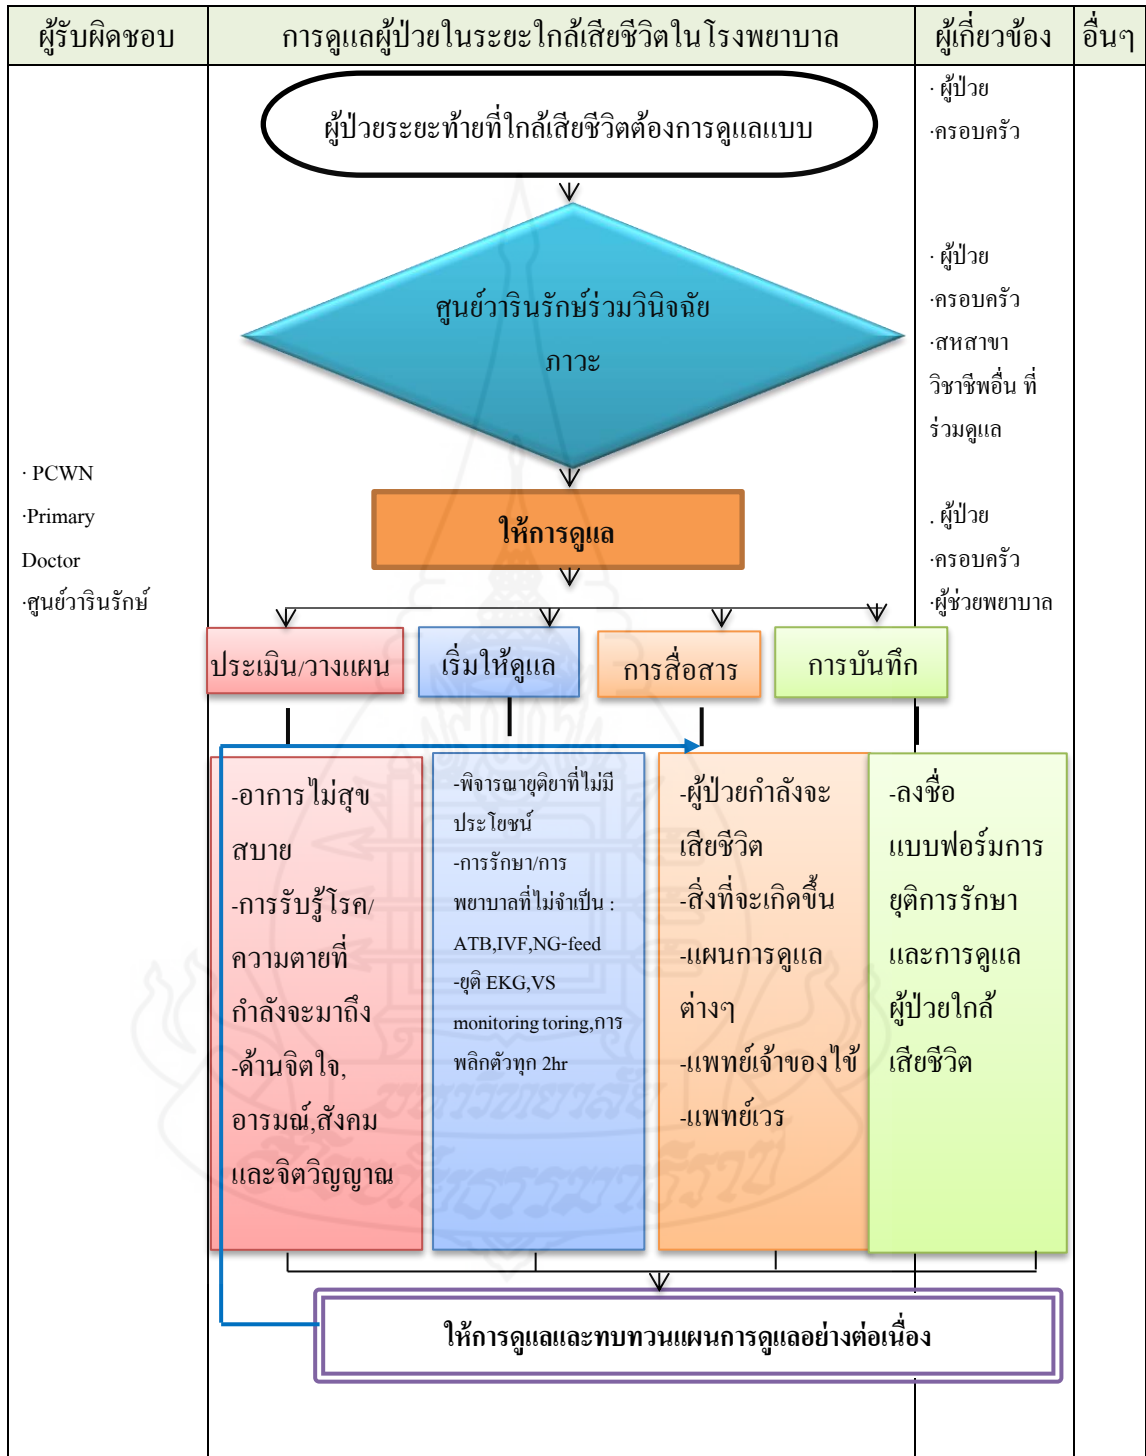 ผู้รับผิดชอบ
การดูแลผู้ป่วยในระยะใกล้เสียชีวิตในโรงพยาบาล
ผู้เกี่ยวข้อง
อื่นๆ
ผู้ป่วยระยะท้ายที่ใกล้เสียชีวิตต้องการดูแลแบบ
· ผู้ป่วย
·ครอบครัว
ศูนย์วารินรักษ์ร่วมวินิจฉัย
ภาวะ
· ผู้ป่วย
·ครอบครัว
·สหสาขา
วิชาชีพอื่น ที่
ร่วมดูแล
· PCWN
·Primary
Doctor
·ศูนย์วารินรักษ์
ให้การดูแล
. ผู้ป่วย
·ครอบครัว
·ผู้ช่วยพยาบาล
ประเมิน/วางแผน
เริ่มให้ดูแล
การสื่อสาร
การบันทึก
-อาการไม่สุข
สบาย
-การรับรู้โรค/
ความตายที่
กำลังจะมาถึง
-ด้านจิตใจ,
อารมณ์,สังคม
และจิตวิญญาณ
-พิจารณายุติยาที่ไม่มี
ประโยชน์
-การรักษา/การ
พยาบาลที่ไม่จำเป็น :
ATB,IVF,NG-feed
-ยุติ EKG,VS
monitoring toring,การ
พลิกตัวทุก 2hr
-ผู้ป่วยกำลังจะ
เสียชีวิต
-สิ่งที่จะเกิดขึ้น
-แผนการดูแล
ต่างๆ
-แพทย์เจ้าของไข้
-แพทย์เวร
-ลงชื่อ
แบบฟอร์มการ
ยุติการรักษา
และการดูแล
ผู้ป่วยใกล้
เสียชีวิต
ให้การดูแลและทบทวนแผนการดูแลอย่างต่อเนื่อง